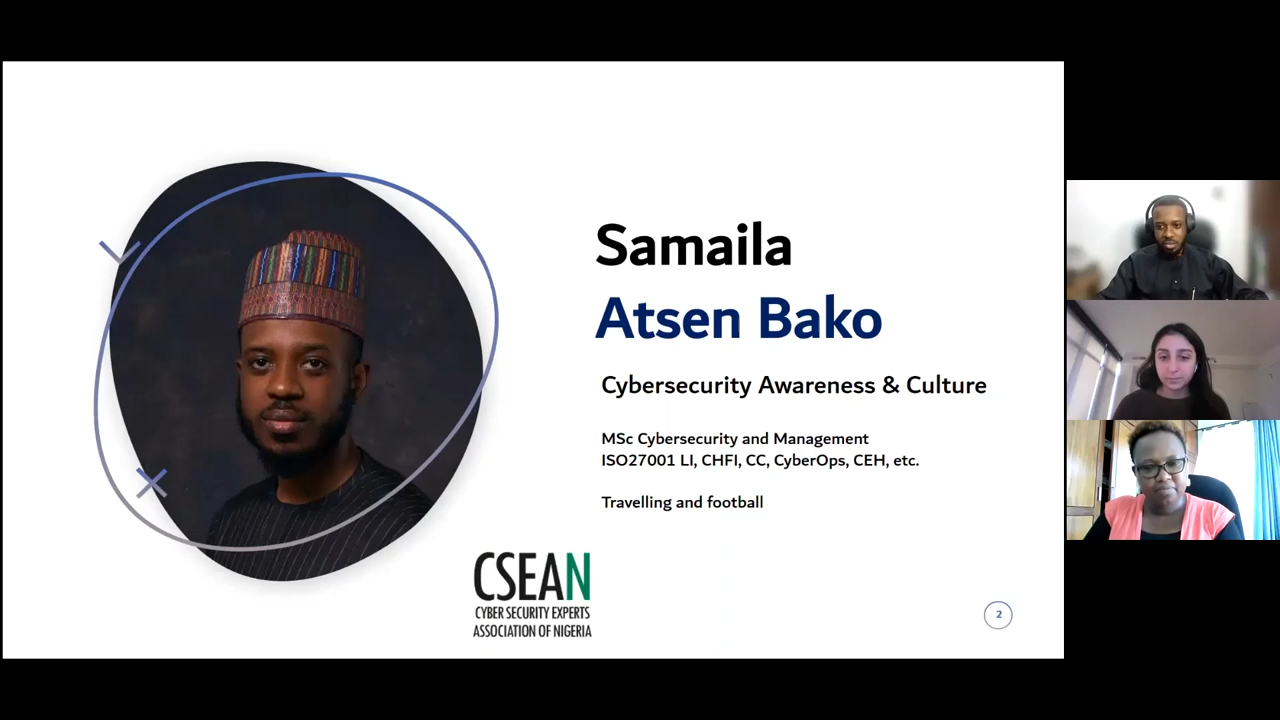 Samaila
Atsen Bako
Cybersecurity Awareness & Culture
MSc Cybersecurity and Management
ISO27001 LI, CHFI, CC, CyberOps, CEH, etc.
Travelling and football
CSEAN
CYBER SECURITY EXPERTS
ASSOCIATION OF NIGERIA
2